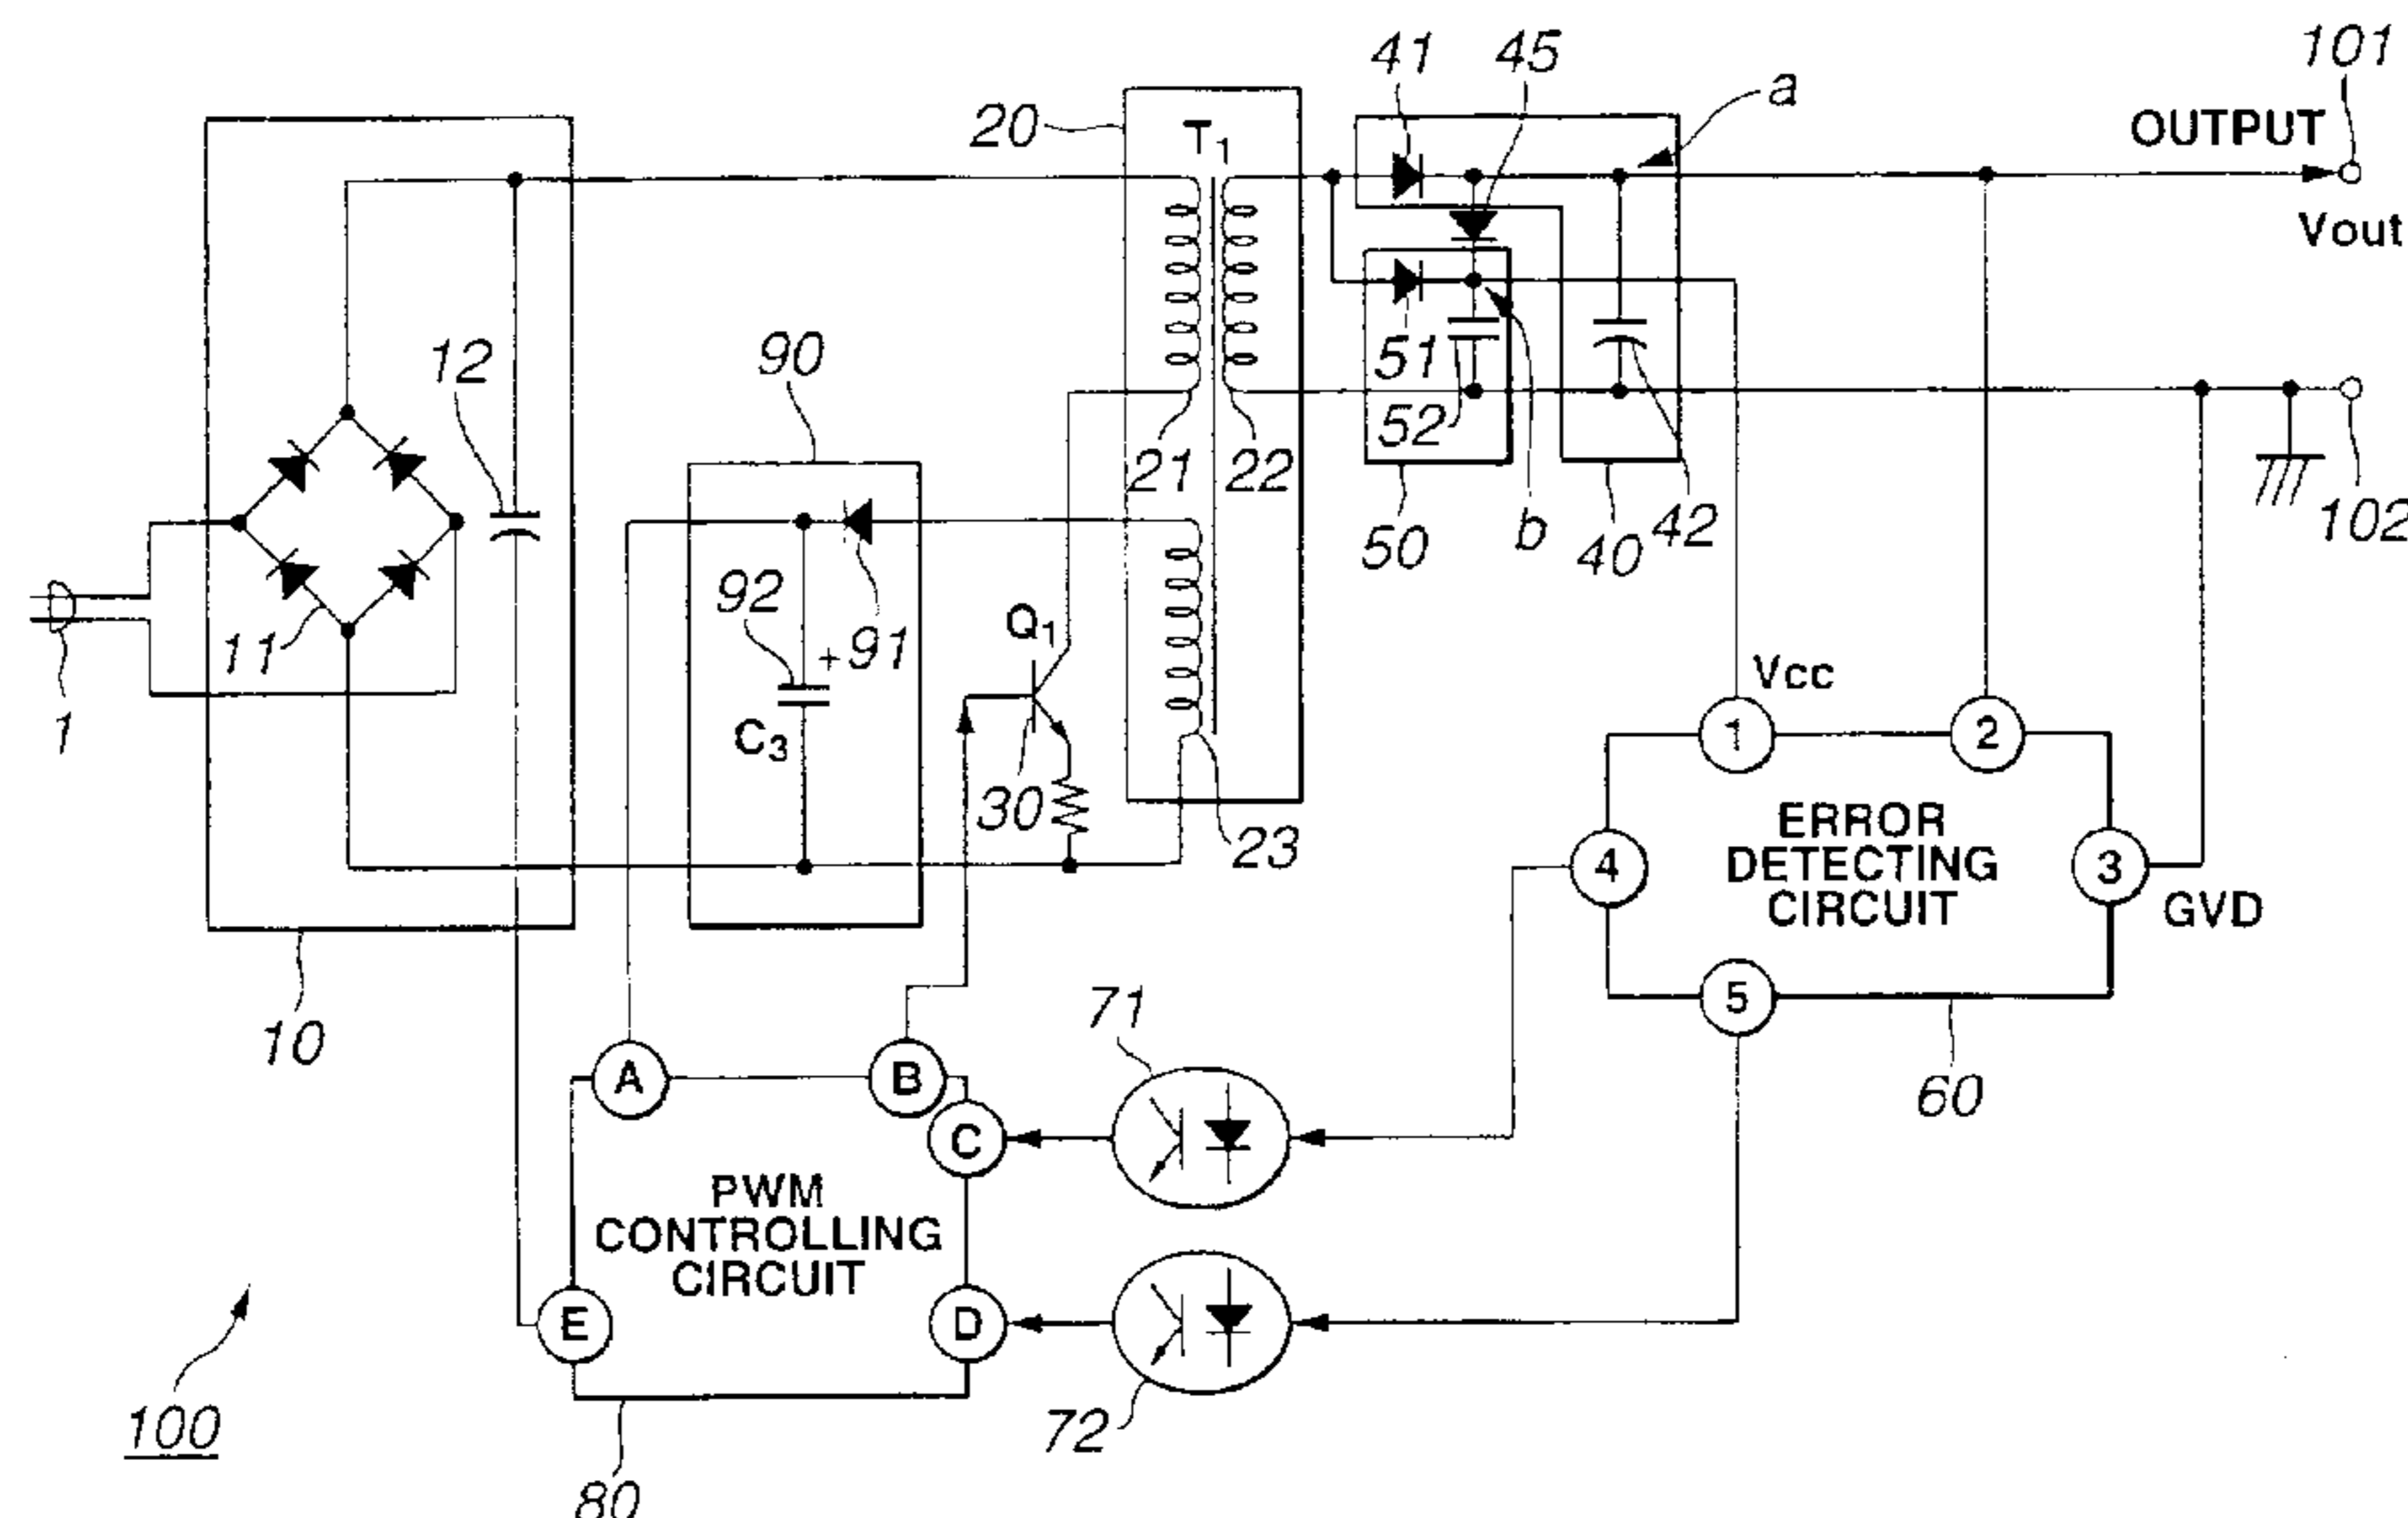 41 45 101
20 T1 a OUTPUT
Vout
12 90
51
52
21 22
50 b 40 42 102
92 Q1
11 +91
1 Vcc
C3 1 2
30 23
ERROR
4 DETECTING 3
CIRCUIT GVD
10 71 5
A B 60
C
PWM
CONTROLLING
CIRCUIT
E D
100 72
80